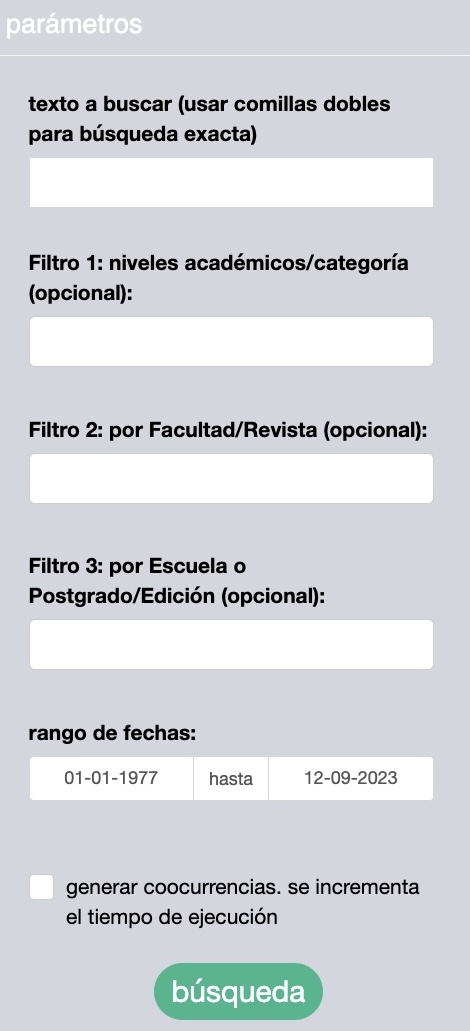 parámetros
texto a buscar (usar comillas dobles
para búsqueda exacta)
Filtro 1: niveles académicos/categoría
(opcional):
Filtro 2: por Facultad/Revista (opcional):
Filtro 3: por Escuela o
Postgrado/Edición (opcional):
rango de fechas:
01-01-1977 hasta 12-09-2023
generar coocurrencias. se incrementa
el tiempo de ejecución
búsqueda